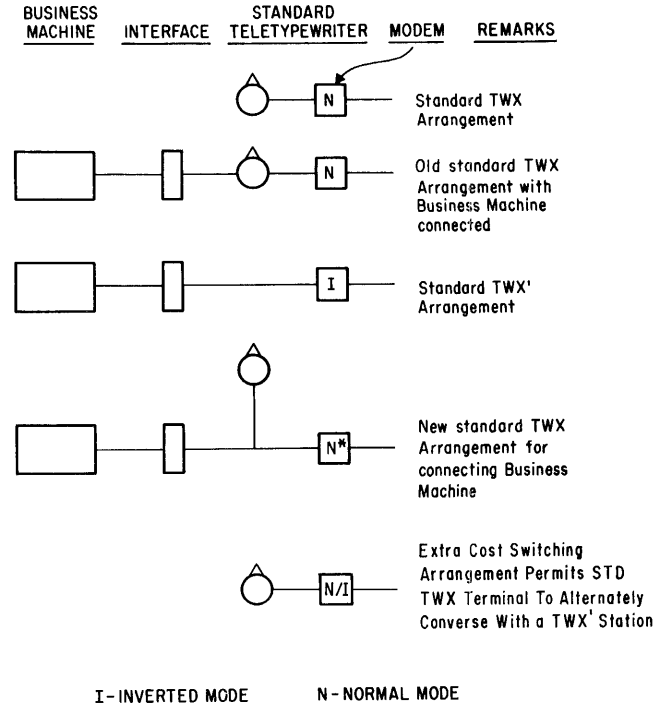 BUSINESS MACHINE
INTERFACE
STANDARD TELETYPEWRITER
MODEM
REMARKS
N
Standard TWX
Arrangement
N
Old standard TWX
Arrangement with
Business Machine
connected
I
Standard TWX'
Arrangement
N*
New standard TWX
Arrangement for
connecting Business
Machine
N/I
Extra Cost Switching
Arrangement Permits STD
TWX Terminal To Alternately
Converse With a TWX' Station
I-INVERTED MODE
N-NORMAL MODE